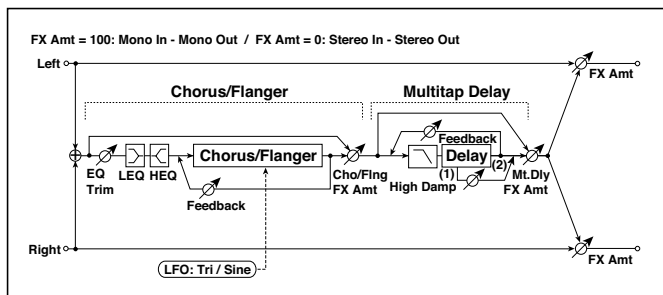 FX Amt = 100: Mono In - Mono Out / FX Amt = 0: Stereo In - Stereo Out
Left
FX Amt
Chorus/Flanger
Multitap Delay
Feedback
Chorus/Flanger
Delay
EQ Trim
LEQ
HEQ
Cho/Flng FX Amt
High Damp
(1)
(2)
Mt.Dly FX Amt
Feedback
Right
FX Amt
LFO: Tri / Sine